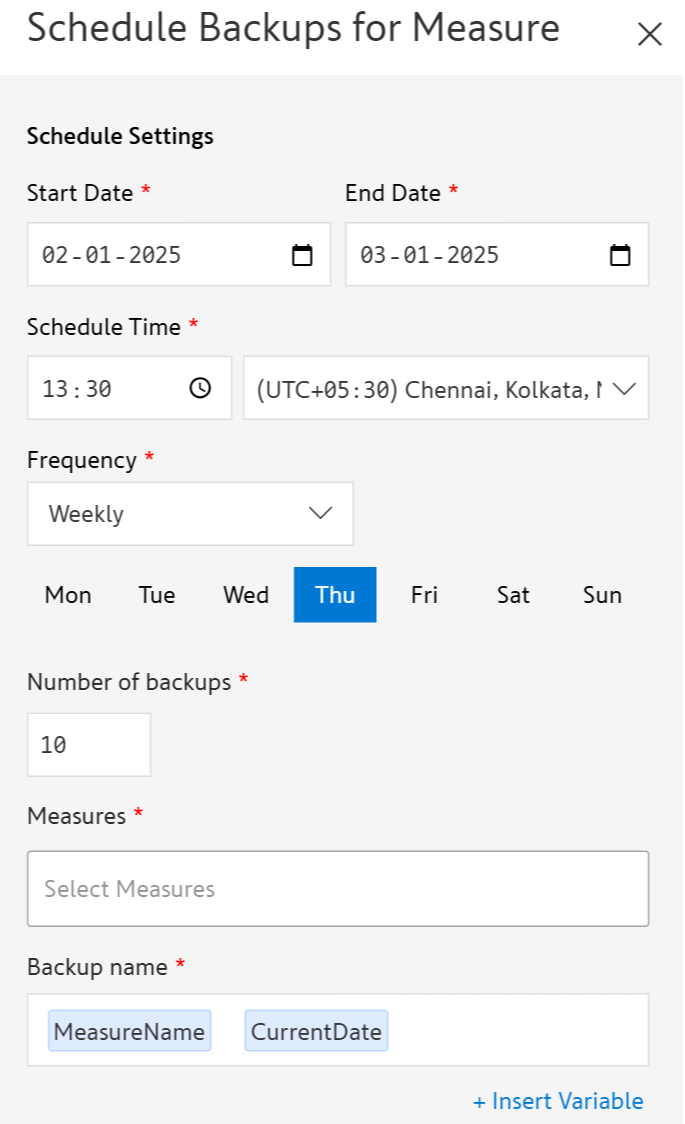 Schedule Backups for Measure
Schedule Settings
Start Date * End Date *
02-01-2025 03-01-2025
Schedule Time *
13:30 (UTC+05:30) Chennai, Kolkata,
Frequency *
Weekly
Mon Tue Wed Thu Fri Sat Sun
Number of backups *
10
Measures *
Select Measures
Backup name *
MeasureName CurrentDate
+ Insert Variable